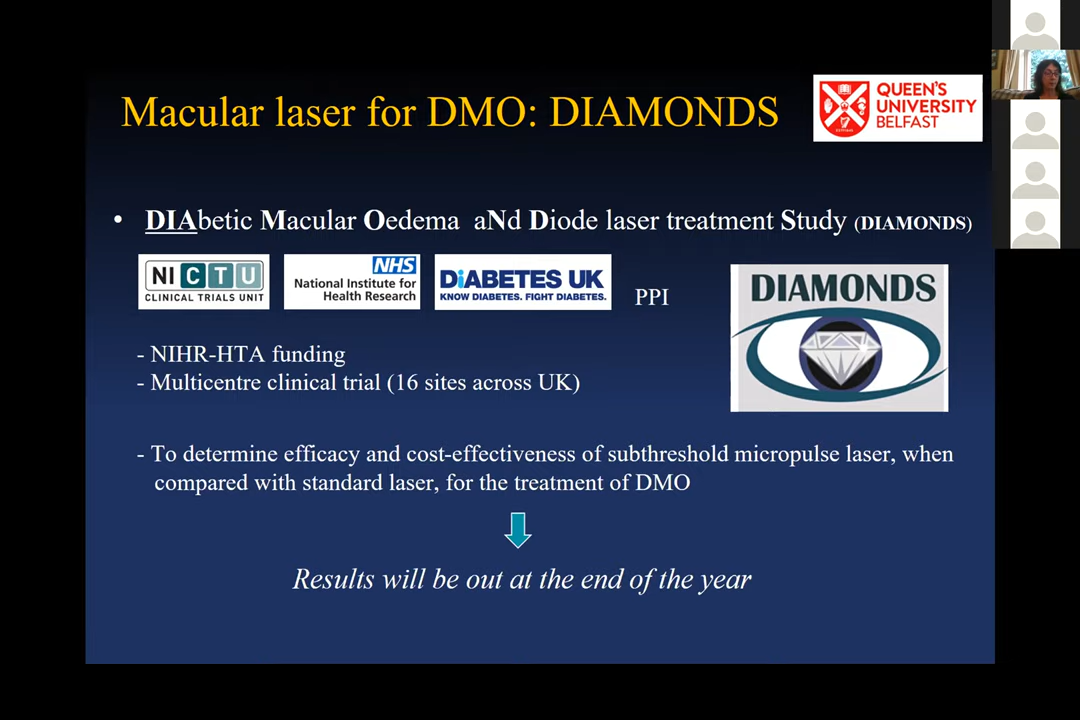 Macular laser for DMO: DIAMONDS
QUEEN'S
UNIVERSITY
BELFAST
• DIAbetic Macular Oedema aNd Diode laser treatment Study (DIAMONDS)
NICTU
CLINICAL TRIALS UNIT
NHS
National Institute for
Health Research
DiABETES UK
KNOW DIABETES. FIGHT DIABETES.
PPI
DIAMONDS
- NIHR-HTA funding
- Multicentre clinical trial (16 sites across UK)
- To determine efficacy and cost-effectiveness of subthreshold micropulse laser, when
compared with standard laser, for the treatment of DMO
Results will be out at the end of the year